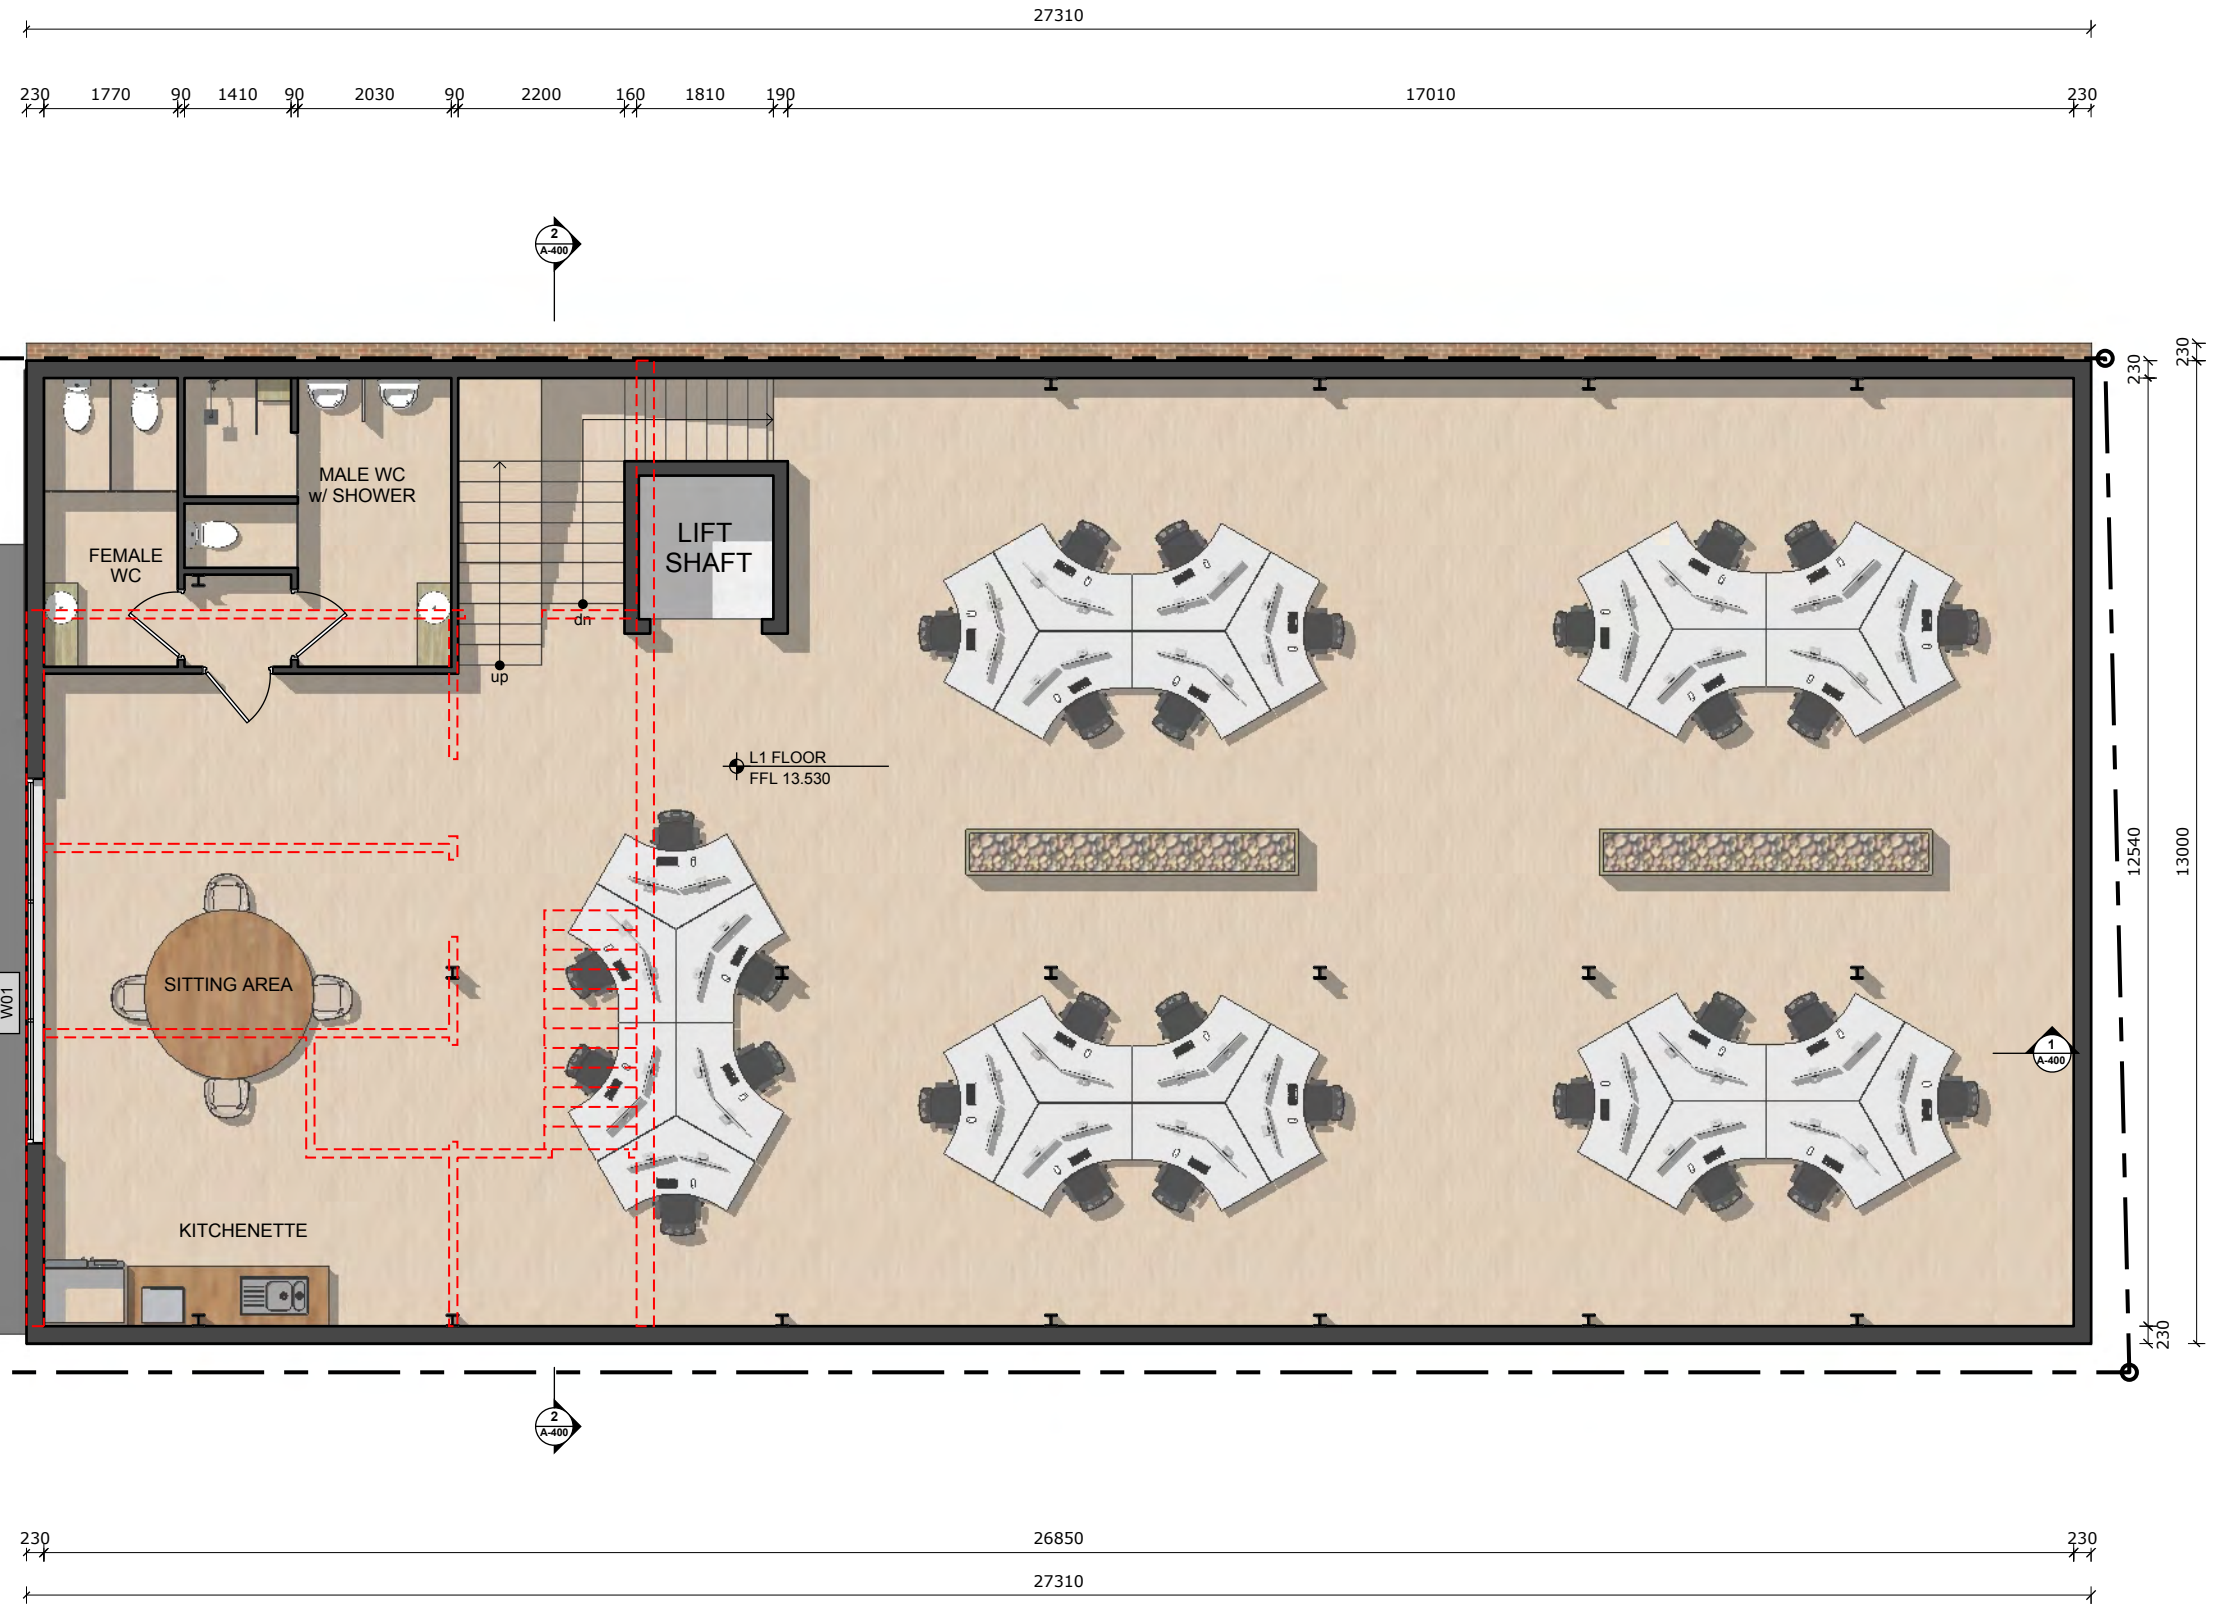 27310
230 1770 90 1410 90 2030 90 2200 160 1810 190 17010 230
2
A-400
230
230
MALE WC
w/ SHOWER
LIFT
SHAFT
FEMALE
WC
dn
up
L1 FLOOR
FFL 13.530
12540
13000
SITTING AREA
W01
1
A-400
KITCHENETTE
230
2
A-400
230 26850 230
27310